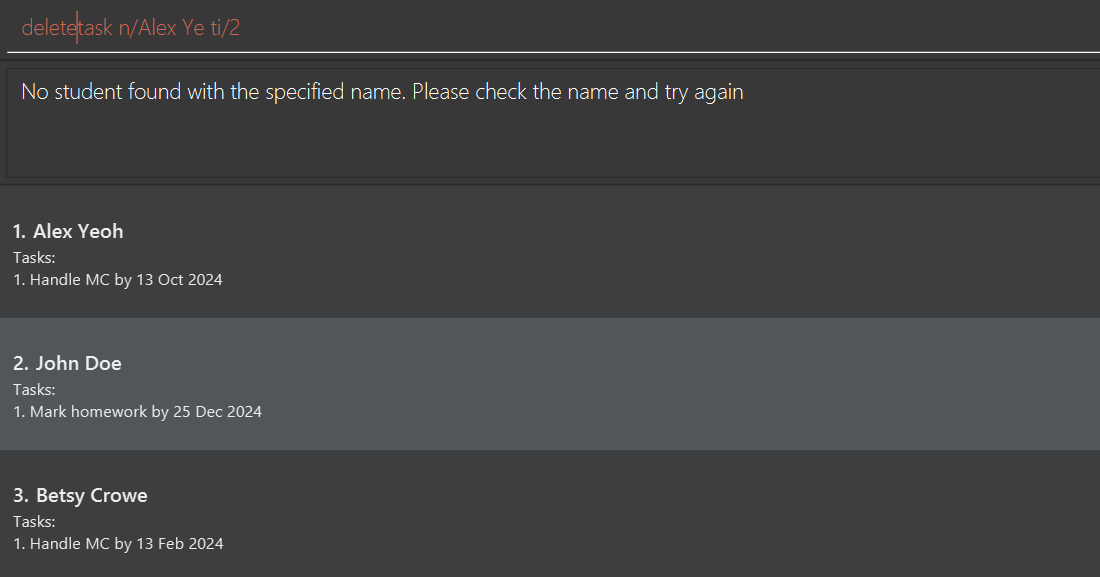 deletetask n/Alex Ye ti/2
No student found with the specified name. Please check the name and try again
1. Alex Yeoh
Tasks:
1. Handle MC by 13 Oct 2024
2. John Doe
Tasks:
1. Mark homework by 25 Dec 2024
3. Betsy Crowe
Tasks:
1. Handle MC by 13 Feb 2024